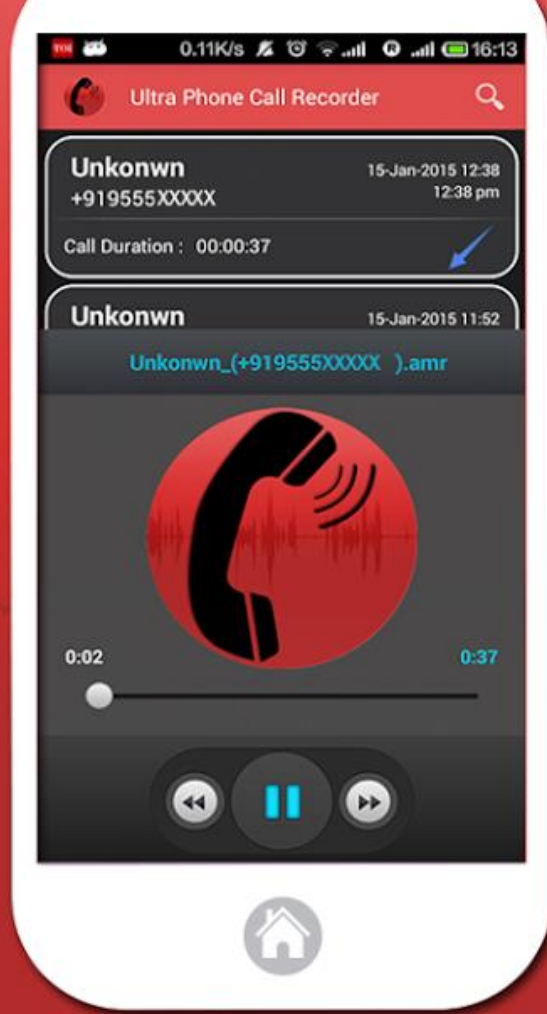 TOI 0.11K/s R 16:13
Ultra Phone Call Recorder
Unkonwn 15-Jan-2015 12:38
+919555XXXXX 12:38 pm
Call Duration : 00:00:37
Unkonwn 15-Jan-2015 11:52
Unkonwn_(+919555XXXXX ).amr
0:02 0:37